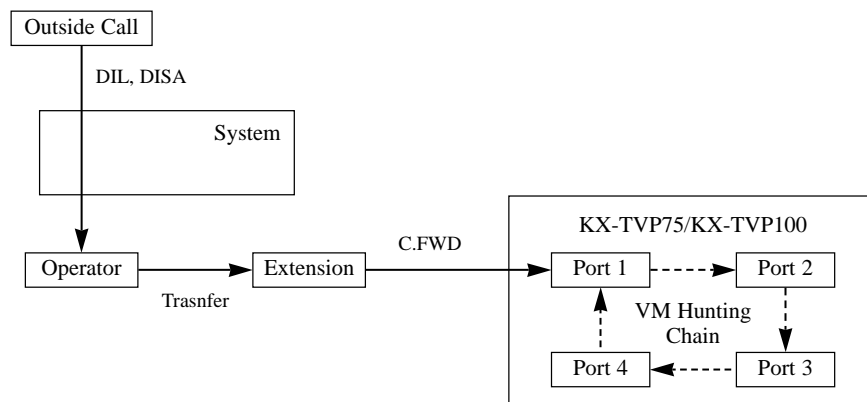 Outside Call
DIL, DISA
System
KX-TVP75/KX-TVP100
Operator
Trasnfer
Extension
C.FWD
Port 1
Port 2
VM Hunting
Chain
Port 4
Port 3